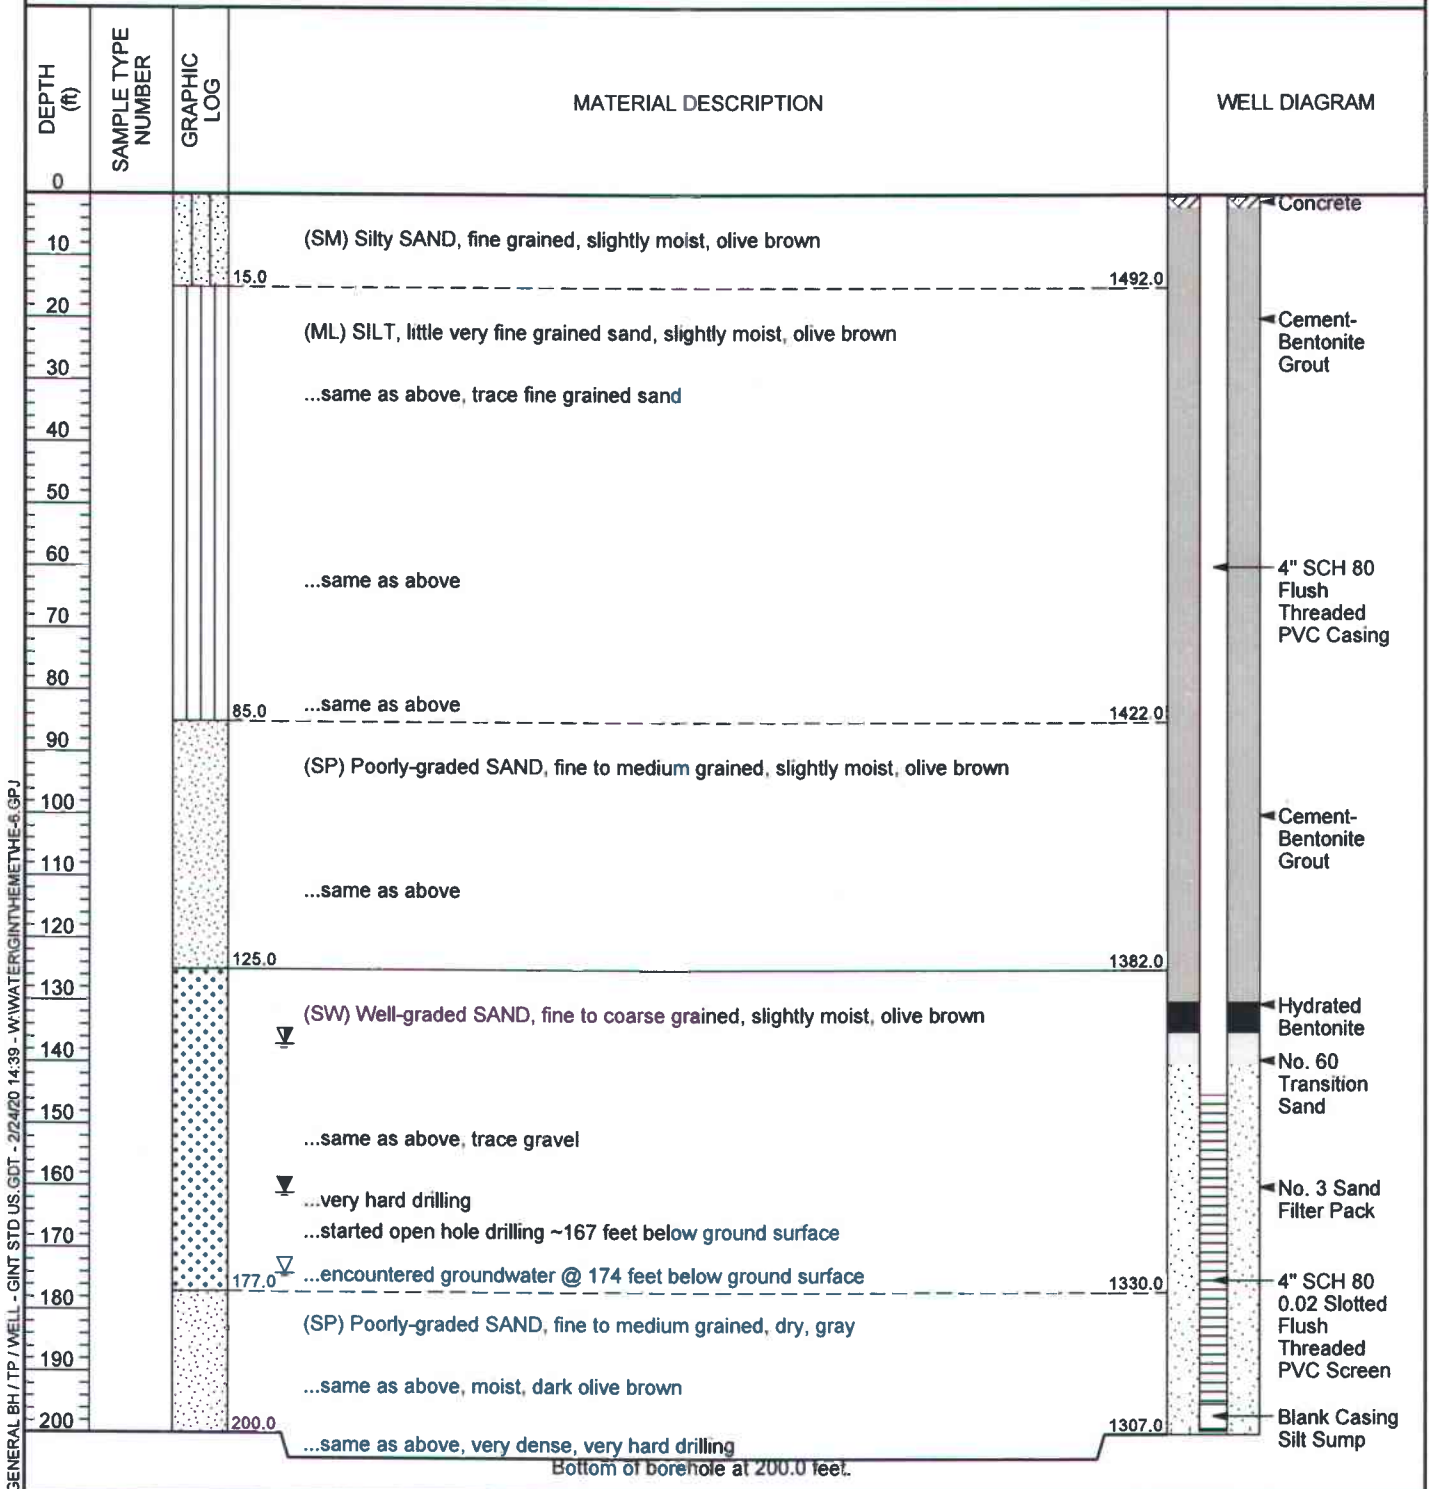 DEPTH
(ft)
SAMPLE TYPE
NUMBER
GRAPHIC
LOG
MATERIAL DESCRIPTION
WELL DIAGRAM
0
Concrete
10
(SM) Silty SAND, fine grained, slightly moist, olive brown
15.0
1492.0
20
Cement-
Bentonite
Grout
(ML) SILT, little very fine grained sand, slightly moist, olive brown
30
...same as above, trace fine grained sand
40
50
60
...same as above
4" SCH 80
Flush
Threaded
PVC Casing
70
80
...same as above
85.0
1422.0
90
(SP) Poorly-graded SAND, fine to medium grained, slightly moist, olive brown
100
Cement-
Bentonite
Grout
110
...same as above
120
125.0
1382.0
130
(SW) Well-graded SAND, fine to coarse grained, slightly moist, olive brown
Hydrated
Bentonite
140
No. 60
Transition
Sand
150
...same as above, trace gravel
160
...very hard drilling
No. 3 Sand
Filter Pack
170
...started open hole drilling ~167 feet below ground surface
...encountered groundwater @ 174 feet below ground surface
177.0
1330.0
180
4" SCH 80
0.02 Slotted
Flush
Threaded
PVC Screen
(SP) Poorly-graded SAND, fine to medium grained, dry, gray
190
...same as above, moist, dark olive brown
200
200.0
1307.0
Blank Casing
Silt Sump
...same as above, very dense, very hard drilling
Bottom of borehole at 200.0 feet.
GENERAL BH / TP / WELL - GINT STD US.GDT - 2/24/20 14:39 - W:\WATER\GINT\HEMET\HE-6.GPJ